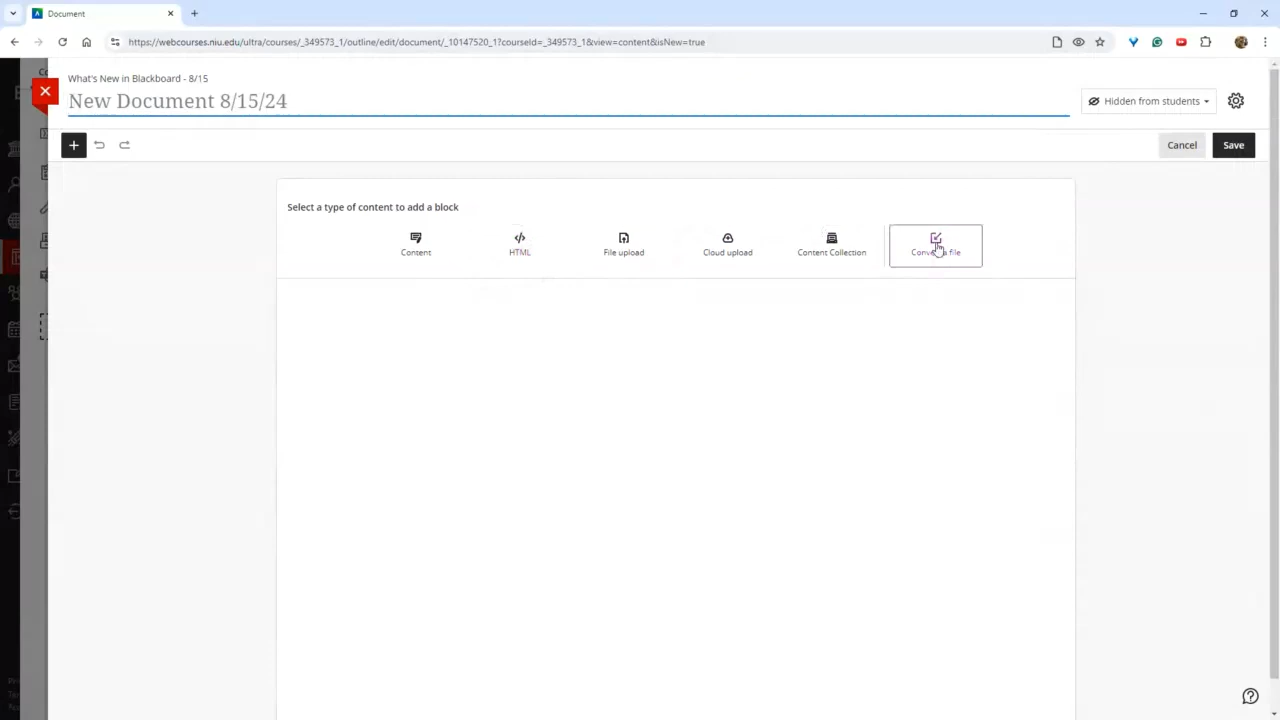 Document
https://webcourses.niu.edu/ultra/courses/_349573_1/outline/edit/document/_10147520_1?courseId=_349573_1&view=content&isNew=true
What's New in Blackboard - 8/15
New Document 8/15/24
Hidden from students
Cancel
Save
Select a type of content to add a block
Content
HTML
File upload
Cloud upload
Content Collection
file